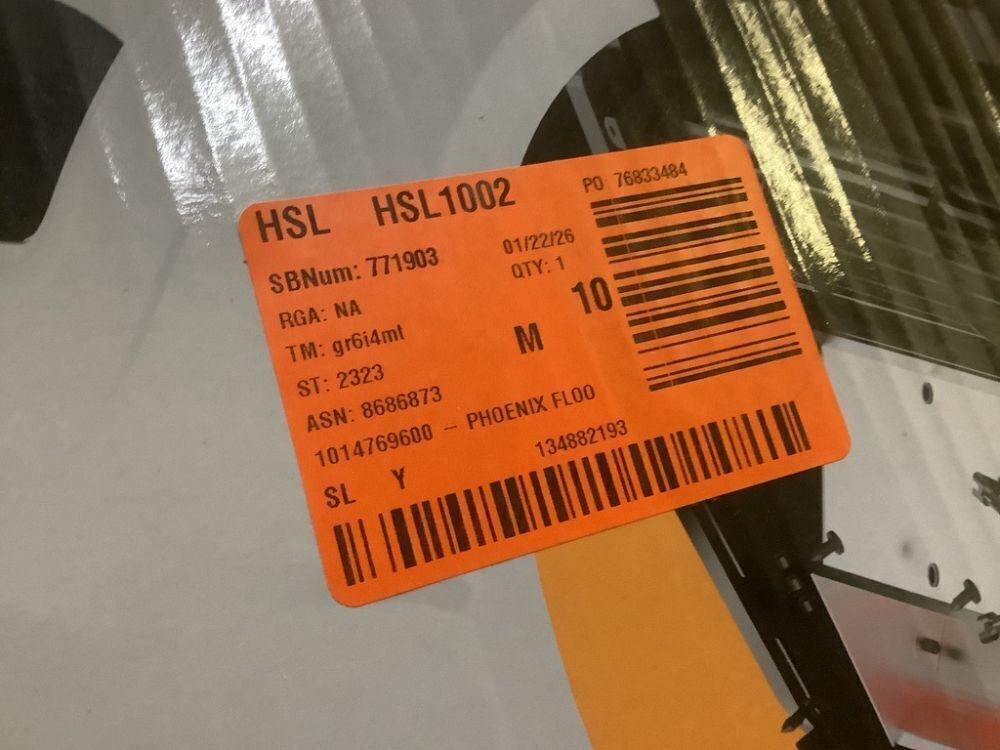 HSL HSL1002
PO 76833484
SBNum: 771903
01/22/26
RGA: NA
QTY: 1
10
TM: gr6i4mt
M
ST: 2323
ASN: 8686873
1014769600 – PHOENIX FLOO
SL Y
134882193